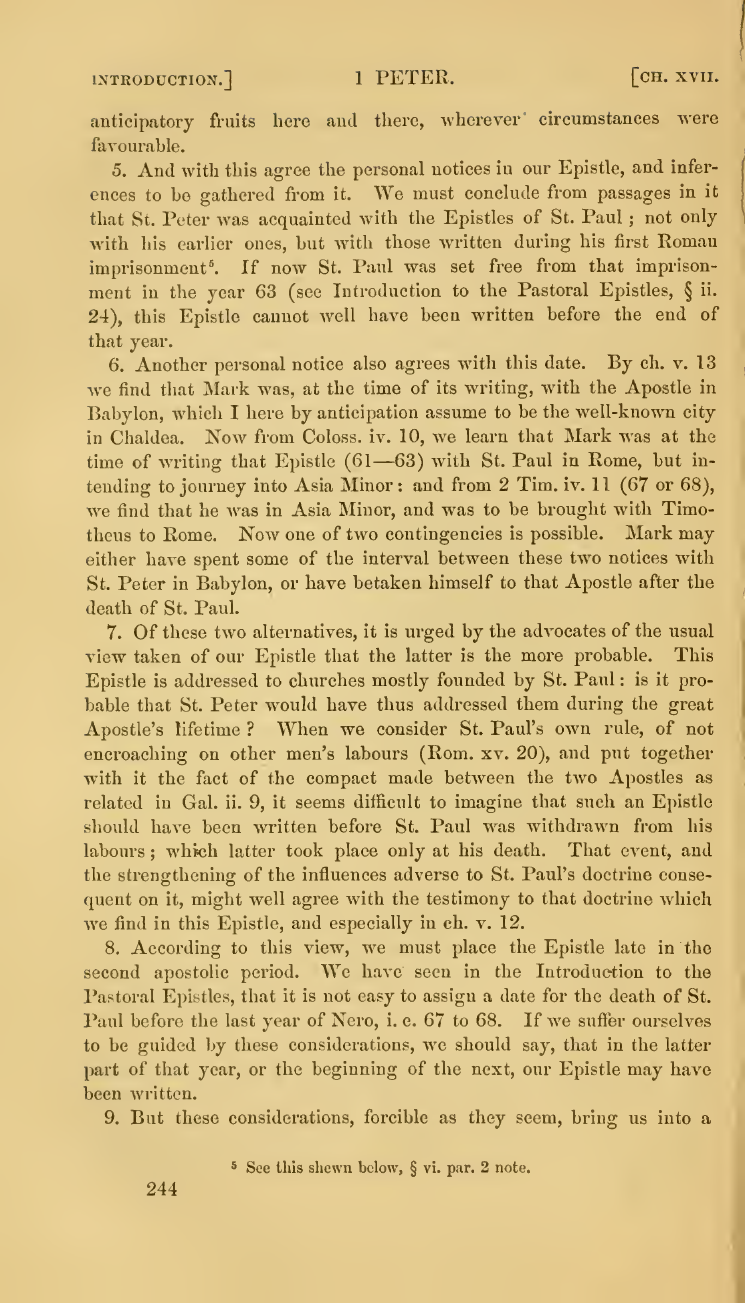 INTRODUCTION.] 1 PETER. [CH. XVII.
anticipatory fruits here and there, wherever circumstances were
favourable.
5. And with this agree the personal notices in our Epistle, and infer-
ences to be gathered from it. We must conclude from passages in it
that St. Peter was acquainted with the Epistles of St. Paul ; not only
with his earlier ones, but with those written during his first Roman
imprisonment⁵. If now St. Paul was set free from that imprison-
ment in the year 63 (see Introduction to the Pastoral Epistles, § ii.
24), this Epistle cannot well have been written before the end of
that year.
6. Another personal notice also agrees with this date. By ch. v. 13
we find that Mark was, at the time of its writing, with the Apostle in
Babylon, which I here by anticipation assume to be the well-known city
in Chaldea. Now from Coloss. iv. 10, we learn that Mark was at the
time of writing that Epistle (61—63) with St. Paul in Rome, but in-
tending to journey into Asia Minor : and from 2 Tim. iv. 11 (67 or 68),
we find that he was in Asia Minor, and was to be brought with Timo-
theus to Rome. Now one of two contingencies is possible. Mark may
either have spent some of the interval between these two notices with
St. Peter in Babylon, or have betaken himself to that Apostle after the
death of St. Paul.
7. Of these two alternatives, it is urged by the advocates of the usual
view taken of our Epistle that the latter is the more probable. This
Epistle is addressed to churches mostly founded by St. Paul : is it pro-
bable that St. Peter would have thus addressed them during the great
Apostle's lifetime ? When we consider St. Paul's own rule, of not
encroaching on other men's labours (Rom. xv. 20), and put together
with it the fact of the compact made between the two Apostles as
related in Gal. ii. 9, it seems difficult to imagine that such an Epistle
should have been written before St. Paul was withdrawn from his
labours ; which latter took place only at his death. That event, and
the strengthening of the influences adverse to St. Paul's doctrine conse-
quent on it, might well agree with the testimony to that doctrine which
we find in this Epistle, and especially in ch. v. 12.
8. According to this view, we must place the Epistle late in the
second apostolic period. We have seen in the Introduction to the
Pastoral Epistles, that it is not easy to assign a date for the death of St.
Paul before the last year of Nero, i. e. 67 to 68. If we suffer ourselves
to be guided by these considerations, we should say, that in the latter
part of that year, or the beginning of the next, our Epistle may have
been written.
9. But these considerations, forcible as they seem, bring us into a
⁵ See this shewn below, § vi. par. 2 note.
244